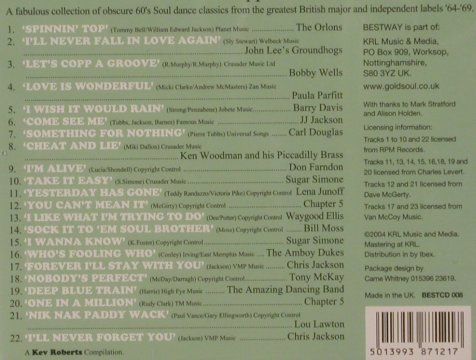 A fabulous collection of obscure 60's Soul dance classics from the greatest British major and independent labels '64-'69.
1. 'SPINNIN' TOP' (Tommy Bell/William Edward Jackson) Planet Music The Orlons
2. 'I'LL NEVER FALL IN LOVE AGAIN' (Sly Stewart) Welbeck Music
John Lee's Groundhogs
3. 'LET'S COPP A GROOVE' (R.Murphy/R.Murphy) Crusader Music Ltd
Bobby Wells
4. 'LOVE IS WONDERFUL' (Micki Clarke/Andrew McMasters) Zan Music
Paula Parfitt
5. 'I WISH IT WOULD RAIN' (Strong/Penzabene) Jobete Music. Barry Davis
6. 'COME SEE ME' (Tubbs, Jackson, Barnes) Famous Music JJ Jackson
7. 'SOMETHING FOR NOTHING' (Pierre Tubbs) Universal Songs Carl Douglas
8. 'CHEAT AND LIE' (Miki Dallon) Crusader Music
Ken Woodman and his Piccadilly Brass
9. 'I'M ALIVE' (Lucia/Shondell) Copyright Control Don Farndon
10. 'TAKE IT EASY' (S.Simone) Crusader Music Sugar Simone
11. 'YESTERDAY HAS GONE' (Teddy Randazzo/Victoria Pike) Copyright Control Lena Junoff
12. 'YOU CAN'T MEAN IT' (McGerty) Copyright Control Chapter 5
13. 'I LIKE WHAT I'M TRYING TO DO' Copyright Control Waygood Ellis
14. 'SOCK IT TO 'EM SOUL BROTHER' (Moss) Copyright Control Bill Moss
15. 'I WANNA KNOW' (K.Foster) Copyright Control Sugar Simone
16. 'WHO'S FOOLING WHO' (Conley) Irving/East Memphis Music The Amboy Dukes
17. 'FOREVER I'LL STAY WITH YOU' (Jackson) VMP Music Chris Jackson
18. 'NOBODY'S PERFECT' (McDay/Darragh) Copyright Control Tony McKay
19. 'DEEP BLUE TRAIN' (Harris) High Fye Music The Amazing Dancing Band
20. 'ONE IN A MILLION' (Rudy Clark) TM Music Chapter 5
21. 'NIK NAK PADDY WACK' (Paul Vance/Gary Ellingsworth) Copyright Control
Lou Lawton
22. 'I'LL NEVER FORGET YOU' (Jackson) VMP Music Chris Jackson
A Kev Roberts Compilation.
BESTWAY is part of:
KRL Music & Media,
PO Box 909, Worksop,
Nottinghamshire,
S80 3YZ UK.
www.goldsoul.co.uk
With thanks to Mark Stratford
and Alison Holden.
Licensing information:
Tracks 1 to 10 and 22 licensed
from RPM Records.
Tracks 11, 13, 14, 15, 16,18, 19 and
20 licensed from Charles Levert.
Tracks 12 and 21 licensed from
Dave McGerty.
Tracks 17 and 23 licensed from
Van McCoy Music.
©2004 KRL Music and Media.
Mastering at KRL.
Distribution in by Ibex.
Package design by
Carne Whitney 015396 23619.
Made in the UK. BESTCD 008
5013993 871217